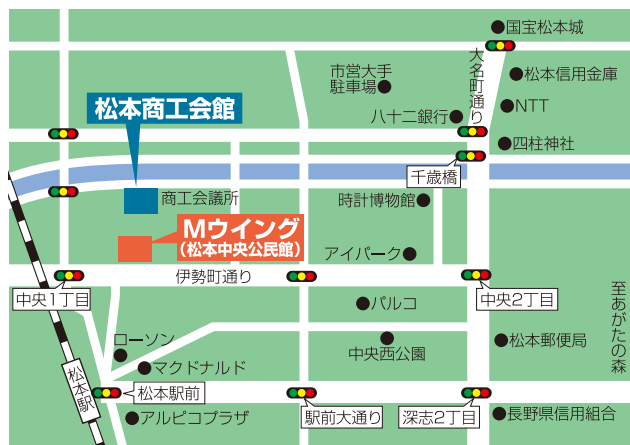 国宝松本城
大名町通り
市営大手
駐車場
松本信用金庫
松本商工会館
NTT
八十二銀行
四柱神社
千歳橋
商工会議所
時計博物館
Mウイング
(松本中央公民館)
アイパーク
伊勢町通り
中央1丁目
中央2丁目
至あがたの森
パルコ
ローソン
中央西公園
松本郵便局
マクドナルド
松本駅
松本駅前
アルピコプラザ
駅前大通り
深志2丁目
長野県信用組合